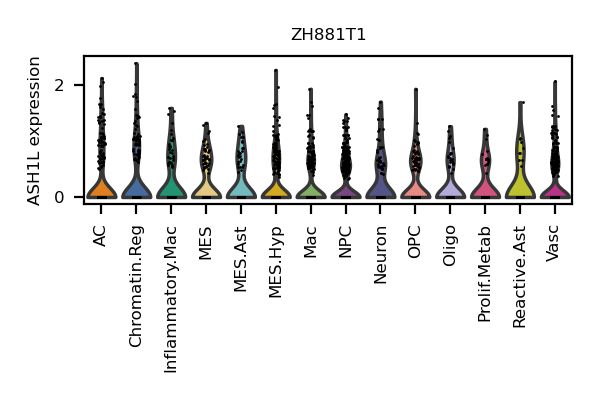 ZH881T1
ASH1L expression
2
0
AC
Chromatin.Reg
Inflammatory.Mac
MES
MES.Ast
MES.Hyp
Mac
NPC
Neuron
OPC
Oligo
Prolif.Metab
Reactive.Ast
Vasc